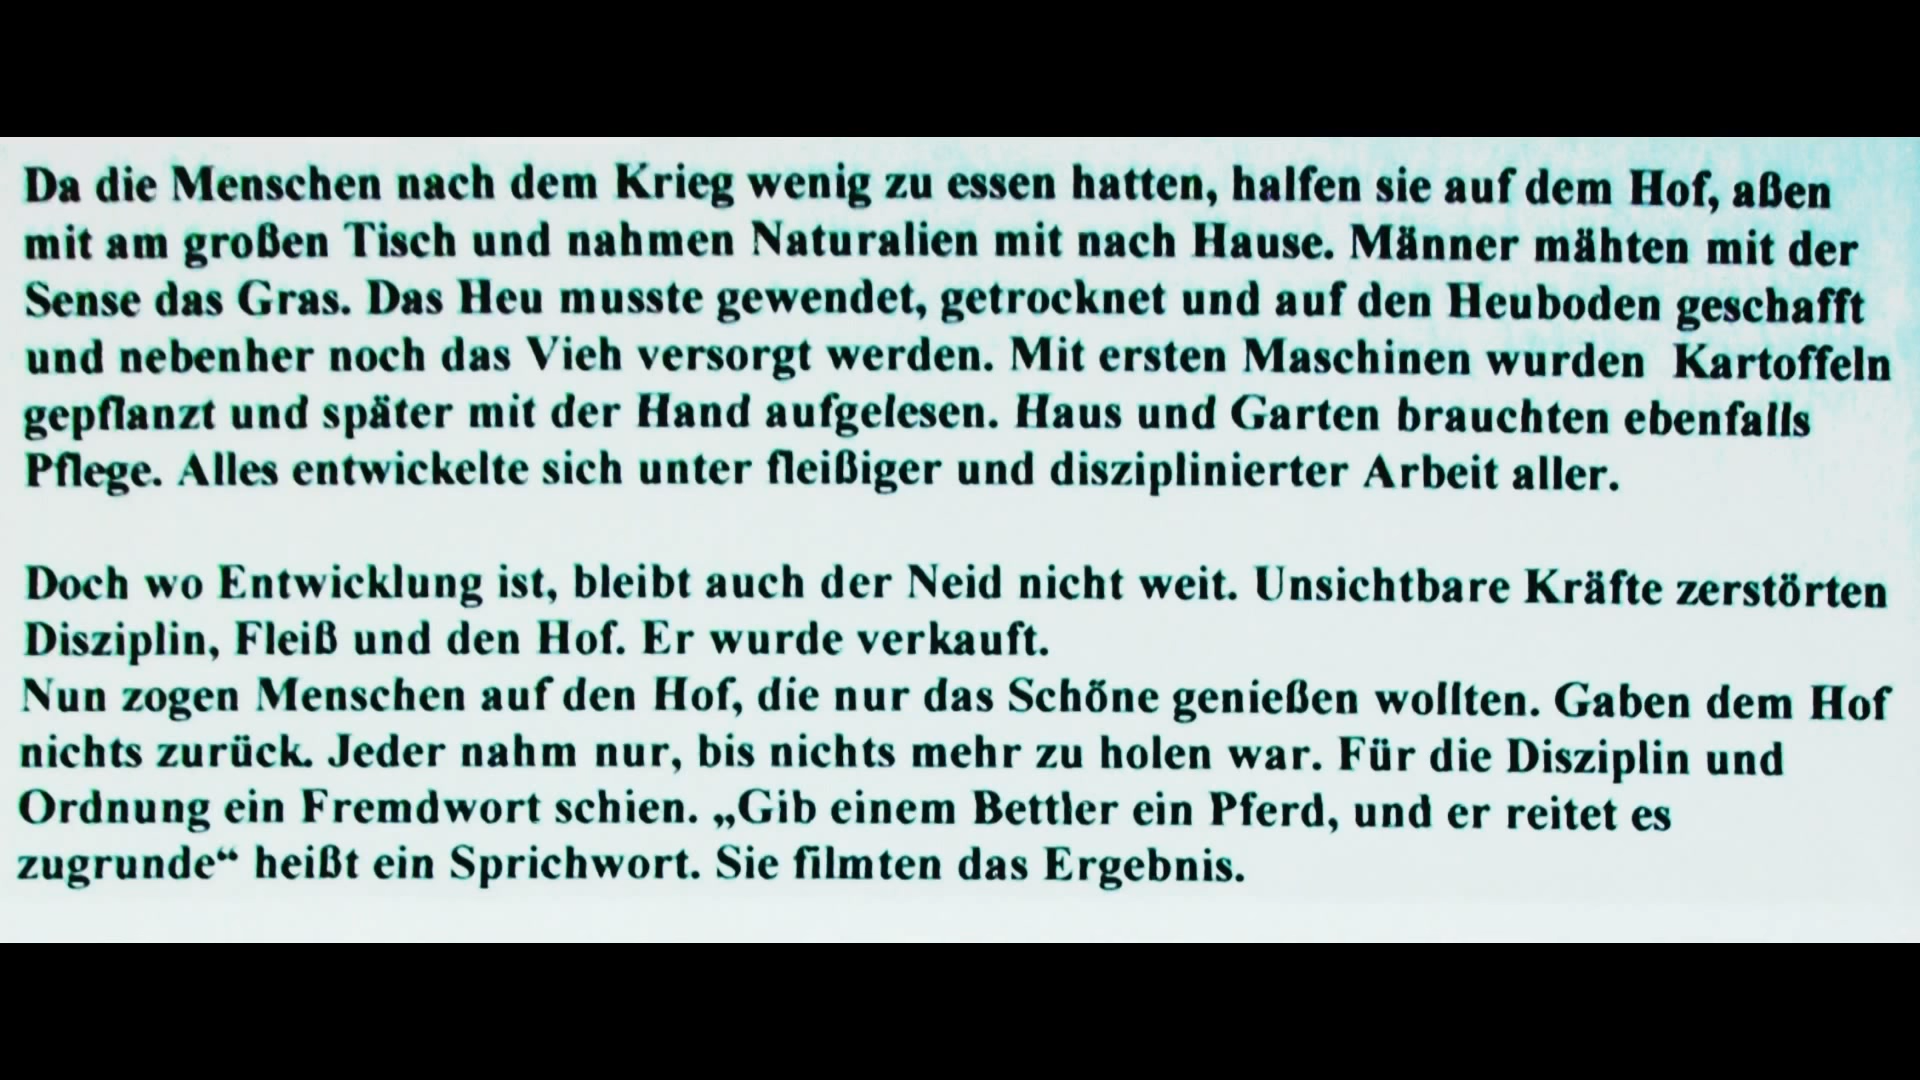 Da die Menschen nach dem Krieg wenig zu essen hatten, halfen sie auf dem Hof, aßen
mit am großen Tisch und nahmen Naturalien mit nach Hause. Männer mähten mit der
Sense das Gras. Das Heu musste gewendet, getrocknet und auf den Heuboden geschafft
und nebenher noch das Vieh versorgt werden. Mit ersten Maschinen wurden Kartoffeln
gepflanzt und später mit der Hand aufgelesen. Haus und Garten brauchten ebenfalls
Pflege. Alles entwickelte sich unter fleißiger und disziplinierter Arbeit aller.

Doch wo Entwicklung ist, bleibt auch der Neid nicht weit. Unsichtbare Kräfte zerstörten
Disziplin, Fleiß und den Hof. Er wurde verkauft.
Nun zogen Menschen auf den Hof, die nur das Schöne genießen wollten. Gaben dem Hof
nichts zurück. Jeder nahm nur, bis nichts mehr zu holen war. Für die Disziplin und
Ordnung ein Fremdwort schien. „Gib einem Bettler ein Pferd, und er reitet es
zugrunde“ heißt ein Sprichwort. Sie filmten das Ergebnis.